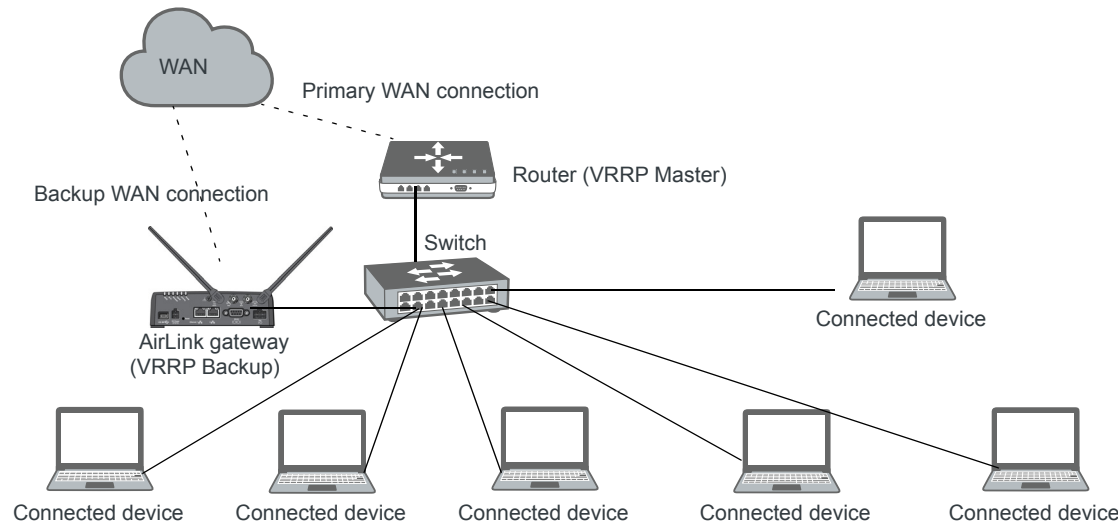 WAN
Primary WAN connection
Router (VRRP Master)
Backup WAN connection
Switch
AirLink gateway
(VRRP Backup)
Connected device
Connected device
Connected device
Connected device
Connected device
Connected device